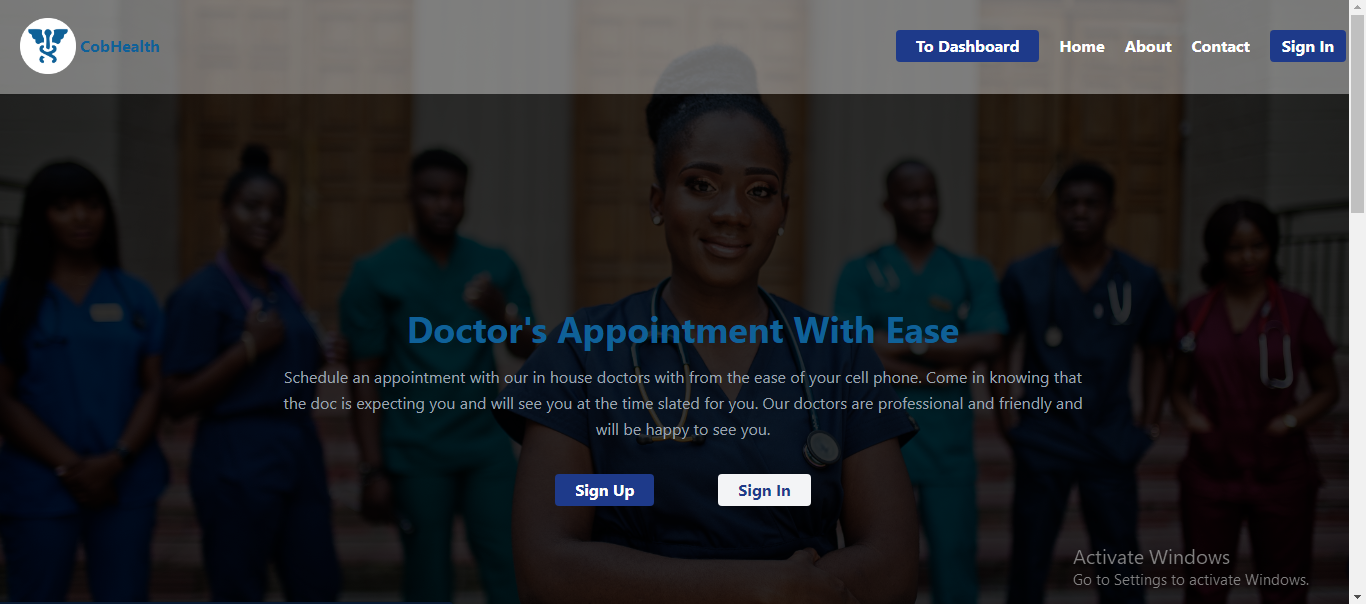 CobHealth
To Dashboard
Home
About
Contact
Sign In
Doctor's Appointment With Ease
Schedule an appointment with our in house doctors with from the ease of your cell phone. Come in knowing that
the doc is expecting you and will see you at the time slated for you. Our doctors are professional and friendly and
will be happy to see you.
Sign Up
Sign In
Activate Windows
Go to Settings to activate Windows.